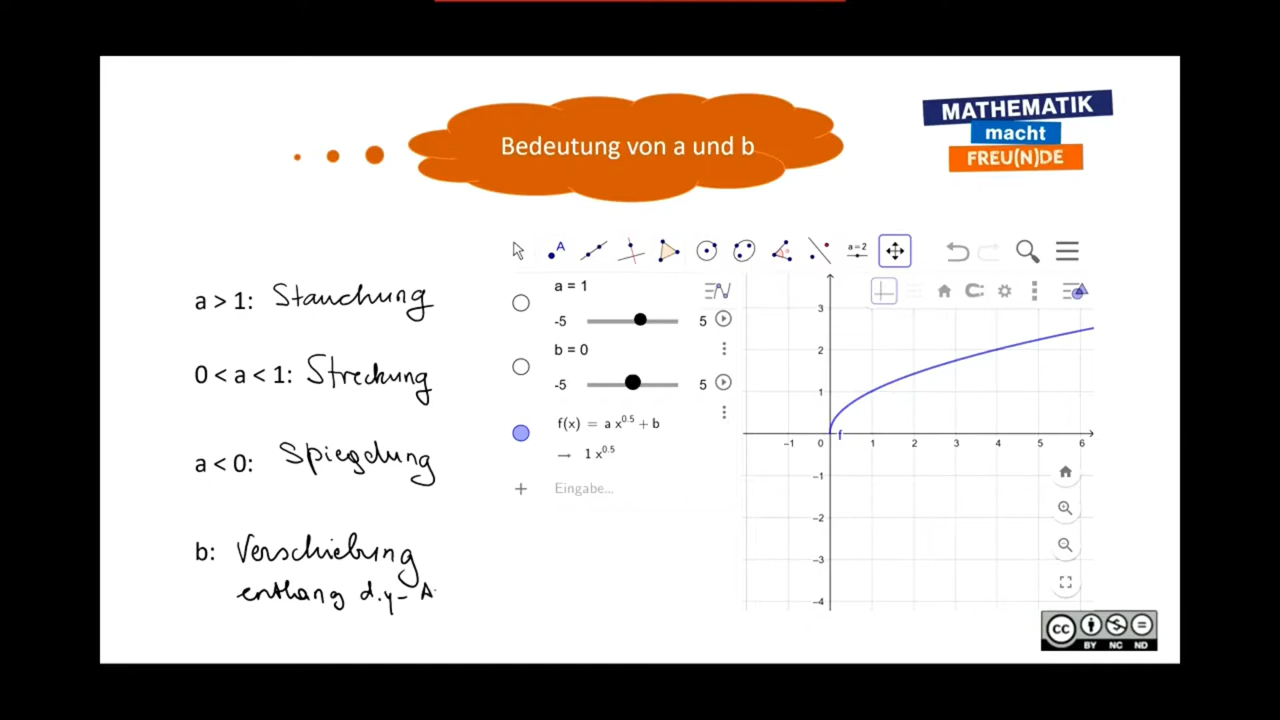 Bedeutung von a und b
MATHEMATIK
macht
FREU(N)DE
a > 1: Stauchung
0 < a < 1: Streckung
a < 0: Spiegelung
b: Verschiebung
entlang d. y - A
A
a=2
a = 1
-5
5
b = 0
-5
5
f(x) = a x^0.5 + b
→ 1 x^0.5
Eingabe...
3
2
1
-1
0
1
2
3
4
5
6
f
-1
-2
-3
-4
cc
BY NC ND